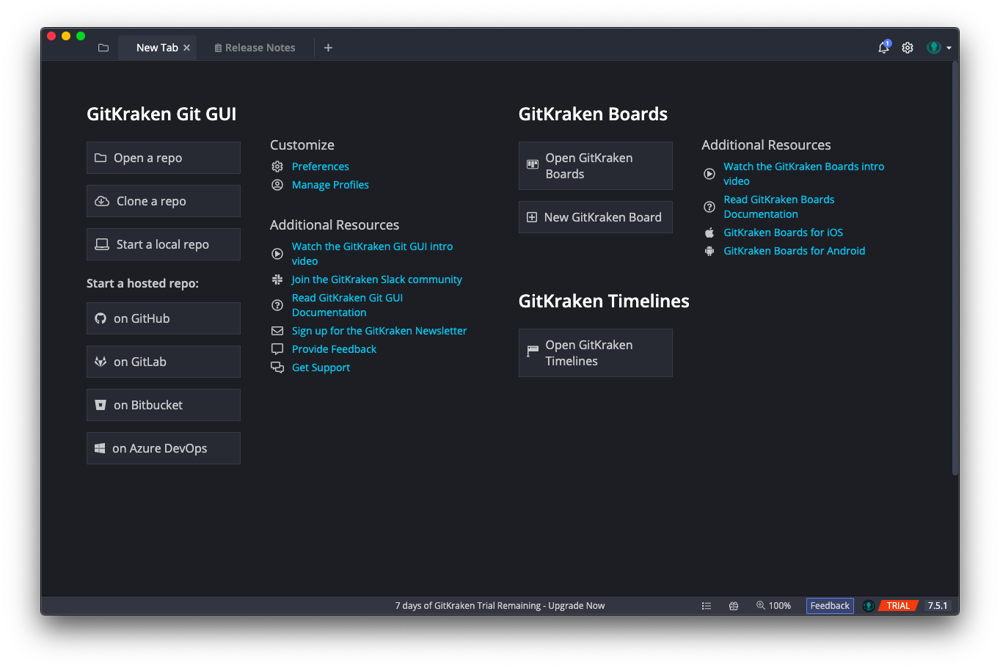 New Tab
Release Notes
1
GitKraken Git GUI
Open a repo
Clone a repo
Start a local repo
Start a hosted repo:
on GitHub
on GitLab
on Bitbucket
on Azure DevOps
Customize
Preferences
Manage Profiles
Additional Resources
Watch the GitKraken Git GUI intro
video
Join the GitKraken Slack community
Read GitKraken Git GUI
Documentation
Sign up for the GitKraken Newsletter
Provide Feedback
Get Support
GitKraken Boards
Open GitKraken
Boards
New GitKraken Board
Additional Resources
Watch the GitKraken Boards intro
video
Read GitKraken Boards
Documentation
GitKraken Boards for iOS
GitKraken Boards for Android
GitKraken Timelines
Open GitKraken
Timelines
7 days of GitKraken Trial Remaining - Upgrade Now
100%
Feedback
TRIAL
7.5.1